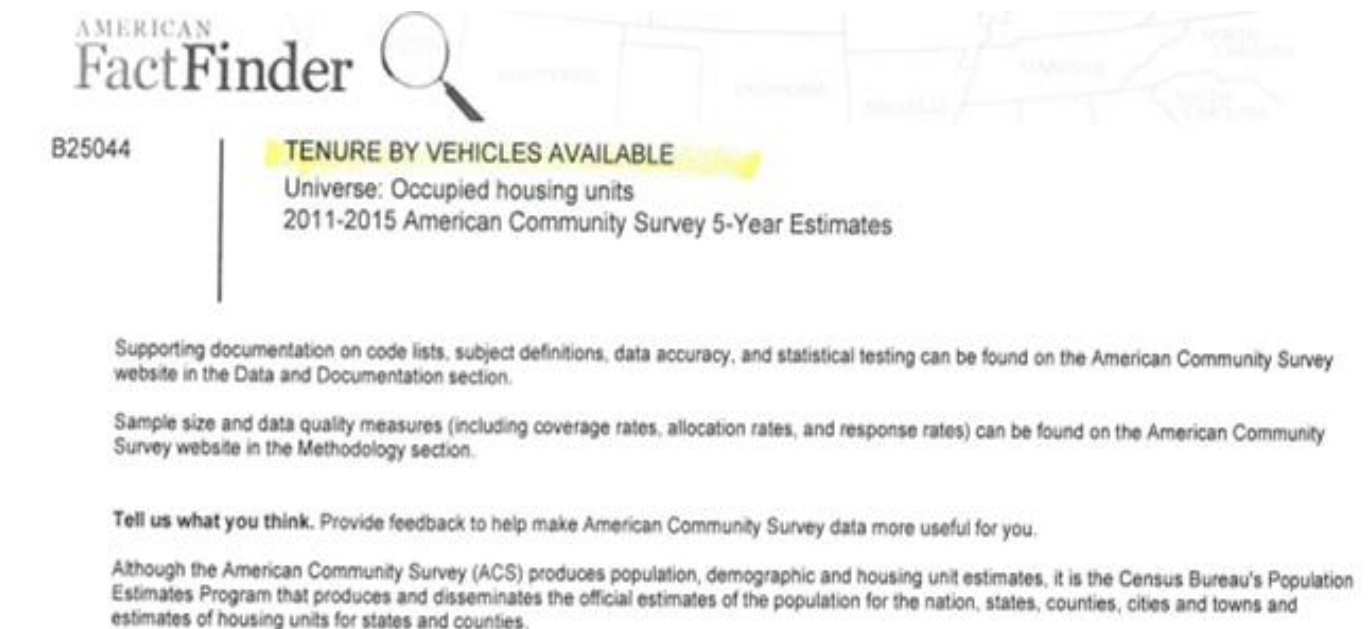 AMERICAN
FactFinder
B25044
TENURE BY VEHICLES AVAILABLE
Universe: Occupied housing units
2011-2015 American Community Survey 5-Year Estimates
Supporting documentation on code lists, subject definitions, data accuracy, and statistical testing can be found on the American Community Survey
website in the Data and Documentation section.
Sample size and data quality measures (including coverage rates, allocation rates, and response rates) can be found on the American Community
Survey website in the Methodology section.
Tell us what you think. Provide feedback to help make American Community Survey data more useful for you.
Although the American Community Survey (ACS) produces population, demographic and housing unit estimates, it is the Census Bureau's Population
Estimates Program that produces and disseminates the official estimates of the population for the nation, states, counties, cities and towns and
estimates of housing units for states and counties.